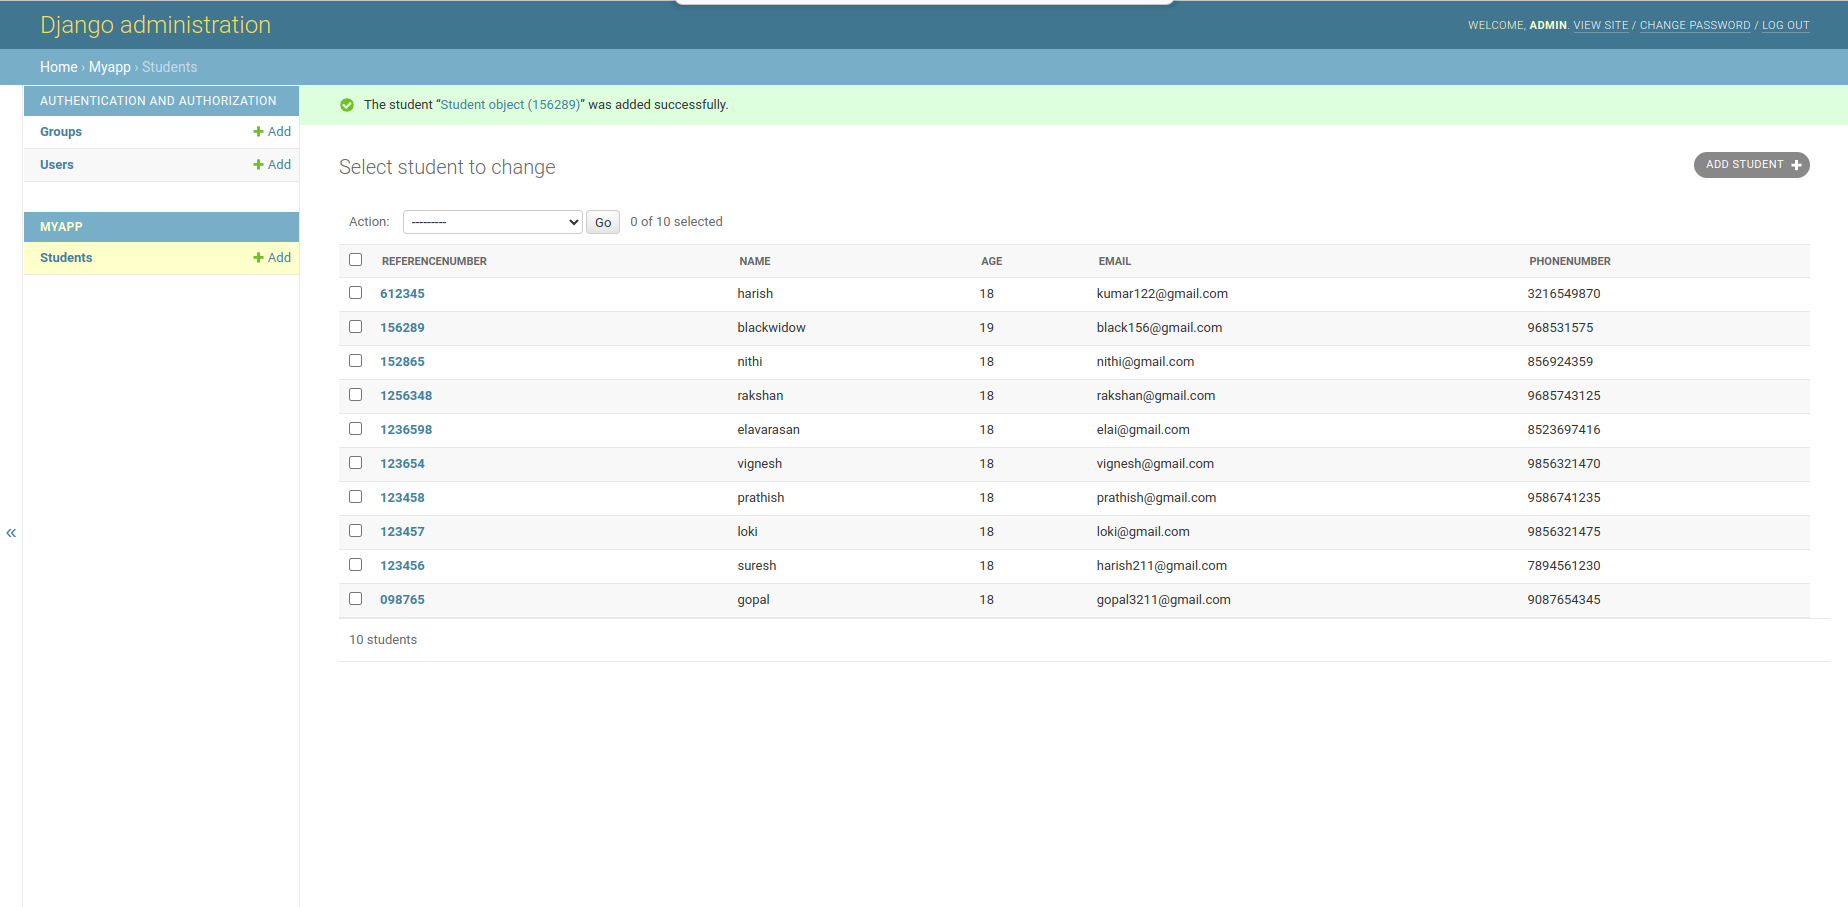 Django administration
WELCOME, ADMIN. VIEW SITE / CHANGE PASSWORD / LOG OUT
Home › Myapp › Students
AUTHENTICATION AND AUTHORIZATION
Groups + Add
Users + Add
MYAPP
Students + Add
«
The student “Student object (156289)” was added successfully.
Select student to change
ADD STUDENT +
Action: --------- Go 0 of 10 selected
REFERENCENUMBER NAME AGE EMAIL PHONENUMBER
612345 harish 18 kumar122@gmail.com 3216549870
156289 blackwidow 19 black156@gmail.com 968531575
152865 nithi 18 nithi@gmail.com 856924359
1256348 rakshan 18 rakshan@gmail.com 9685743125
1236598 elavarasan 18 elai@gmail.com 8523697416
123654 vignesh 18 vignesh@gmail.com 9856321470
123458 prathish 18 prathish@gmail.com 9586741235
123457 loki 18 loki@gmail.com 9856321475
123456 suresh 18 harish211@gmail.com 7894561230
098765 gopal 18 gopal3211@gmail.com 9087654345
10 students